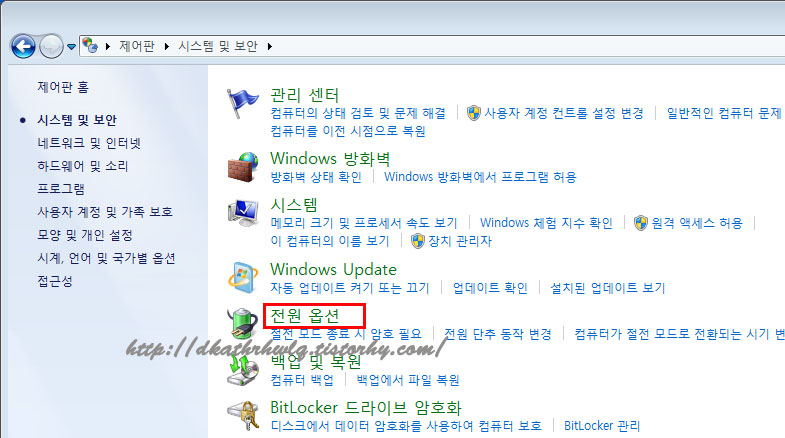 제어판 ▸ 시스템 및 보안 ▸
제어판 홈
시스템 및 보안
네트워크 및 인터넷
하드웨어 및 소리
프로그램
사용자 계정 및 가족 보호
모양 및 개인 설정
시계, 언어 및 국가별 옵션
접근성
관리 센터
컴퓨터의 상태 검토 및 문제 해결 사용자 계정 컨트롤 설정 변경 일반적인 컴퓨터 문제
컴퓨터를 이전 시점으로 복원
Windows 방화벽
방화벽 상태 확인 Windows 방화벽에서 프로그램 허용
시스템
메모리 크기 및 프로세서 속도 보기 Windows 체험 지수 확인 원격 액세스 허용
이 컴퓨터의 이름 보기 장치 관리자
Windows Update
자동 업데이트 켜기 또는 끄기 업데이트 확인 설치된 업데이트 보기
전원 옵션
절전 모드 종료 시 암호 필요 전원 단추 동작 변경 컴퓨터가 절전 모드로 전환되는 시기 변
http://dkathrhwlg.tistorhy.com/
백업 및 복원
컴퓨터 백업 백업에서 파일 복원
BitLocker 드라이브 암호화
디스크에서 데이터 암호화를 사용하여 컴퓨터 보호 BitLocker 관리